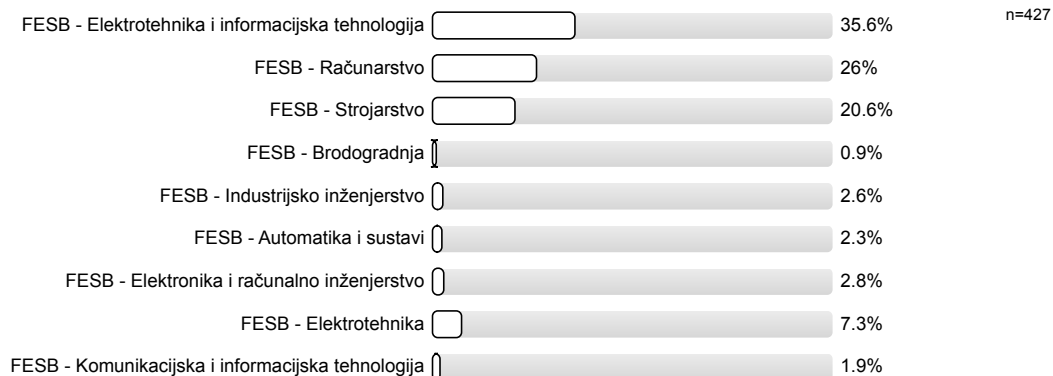 FESB - Elektrotehnika i informacijska tehnologija 35.6% n=427
FESB - Računarstvo 26%
FESB - Strojarstvo 20.6%
FESB - Brodogradnja 0.9%
FESB - Industrijsko inženjerstvo 2.6%
FESB - Automatika i sustavi 2.3%
FESB - Elektronika i računalno inženjerstvo 2.8%
FESB - Elektrotehnika 7.3%
FESB - Komunikacijska i informacijska tehnologija 1.9%